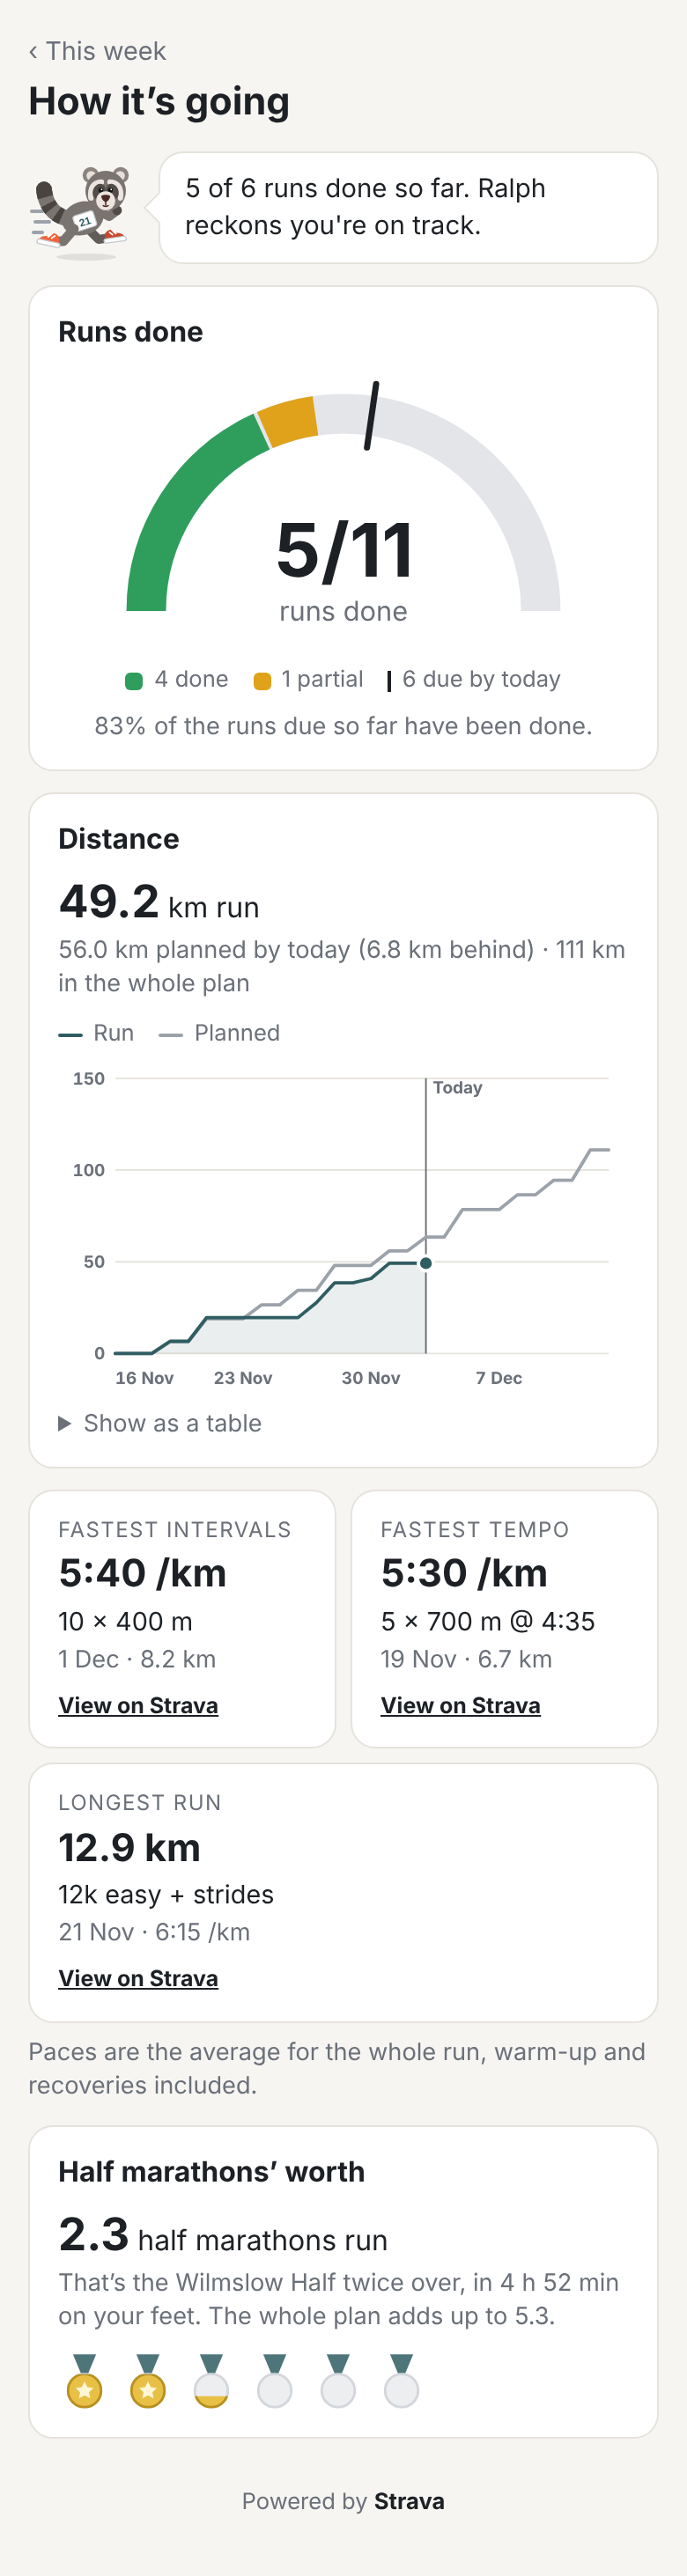 ‹ This week
How it’s going
21
5 of 6 runs done so far. Ralph
reckons you're on track.
Runs done
5/11
runs done
4 done 1 partial 6 due by today
83% of the runs due so far have been done.
Distance
49.2 km run
56.0 km planned by today (6.8 km behind) · 111 km
in the whole plan
Run Planned
150
Today
100
50
0
16 Nov 23 Nov 30 Nov 7 Dec
Show as a table
FASTEST INTERVALS
5:40 /km
10 × 400 m
1 Dec · 8.2 km
View on Strava
FASTEST TEMPO
5:30 /km
5 × 700 m @ 4:35
19 Nov · 6.7 km
View on Strava
LONGEST RUN
12.9 km
12k easy + strides
21 Nov · 6:15 /km
View on Strava
Paces are the average for the whole run, warm-up and
recoveries included.
Half marathons’ worth
2.3 half marathons run
That’s the Wilmslow Half twice over, in 4 h 52 min
on your feet. The whole plan adds up to 5.3.
Powered by Strava